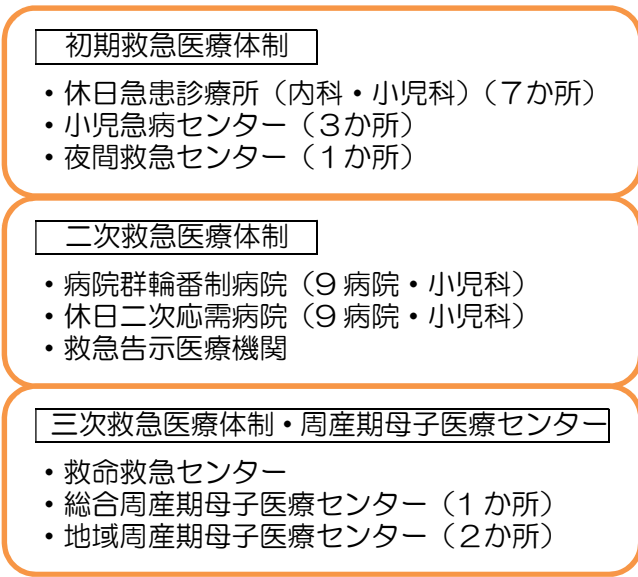 初期救急医療体制
・休日急患診療所（内科・小児科）（７か所）
・小児急病センター（３か所）
・夜間救急センター（１か所）
二次救急医療体制
・病院群輪番制病院（９病院・小児科）
・休日二次応需病院（９病院・小児科）
・救急告示医療機関
三次救急医療体制・周産期母子医療センター
・救命救急センター
・総合周産期母子医療センター（１か所）
・地域周産期母子医療センター（２か所）